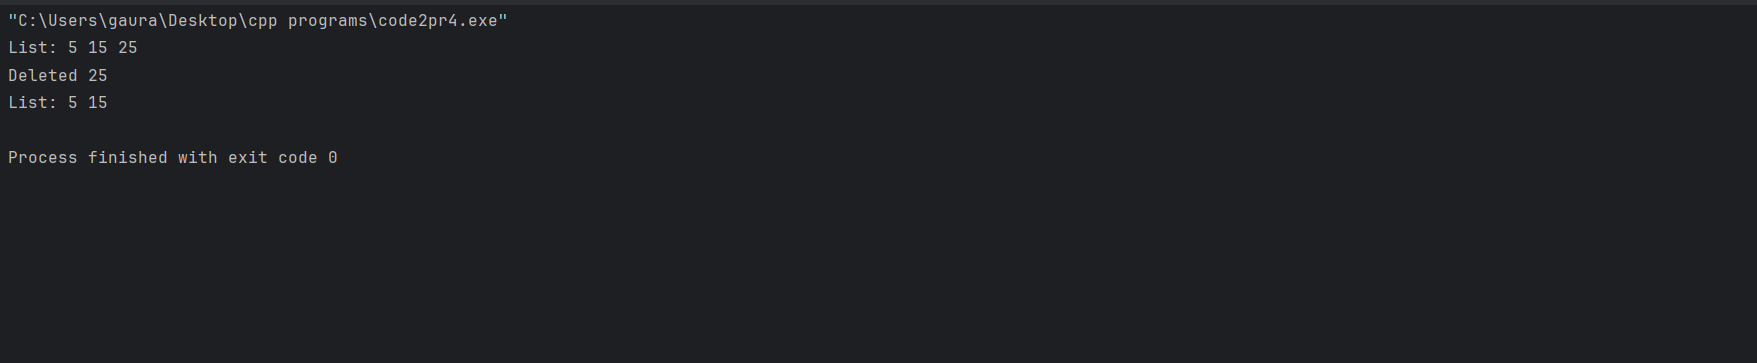 "C:\Users\gaura\Desktop\cpp programs\code2pr4.exe"
List: 5 15 25
Deleted 25
List: 5 15
Process finished with exit code 0